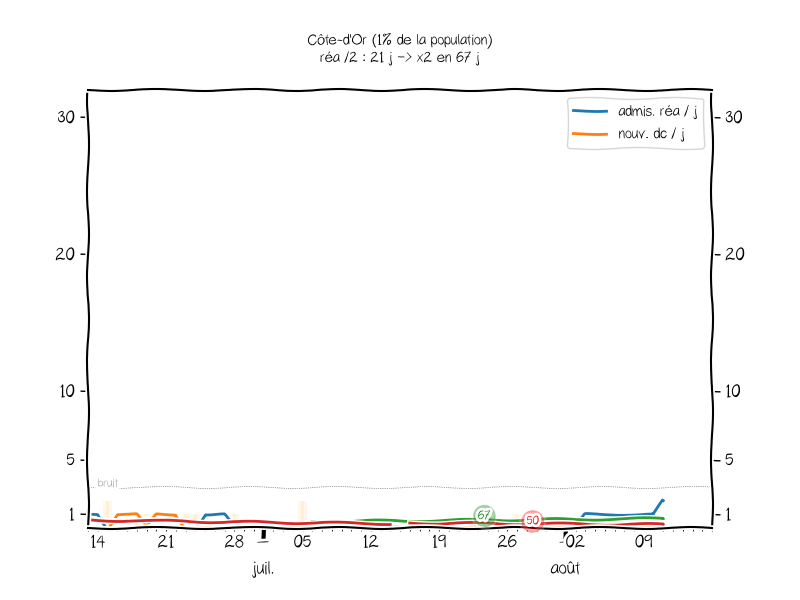 Côte-d'Or (1% de la population)
réa /2 : 21 j -> x2 en 67 j
admis. réa / j
nouv. dc / j
30
30
20
20
10
10
5
5
bruit
1
1
67
50
14 21 28 05 12 19 26 02 09
juil. août